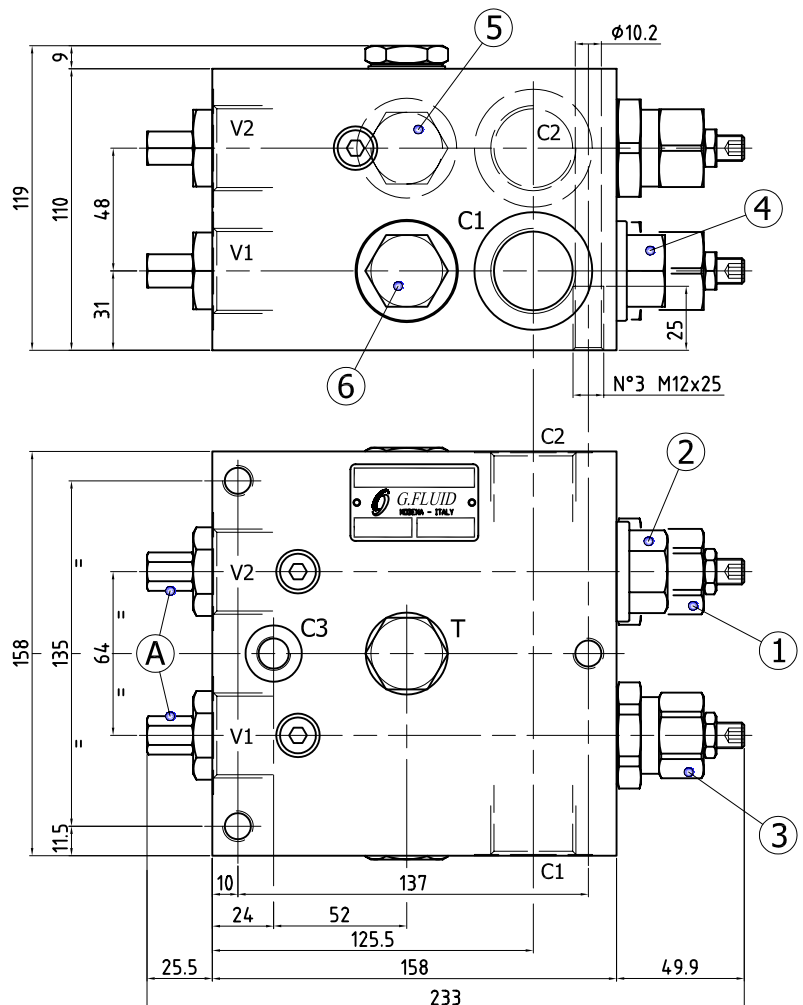 ϕ10.2
5
9
V2
C2
4
119
110
48
C1
V1
31
25
6
N°3 M12x25
C2
2
G.FLUID
MODENA - ITALY
V2
=
=
C3
T
A
1
158
135
64
=
V1
=
3
11.5
C1
10
137
24
52
125.5
25.5
158
49.9
233